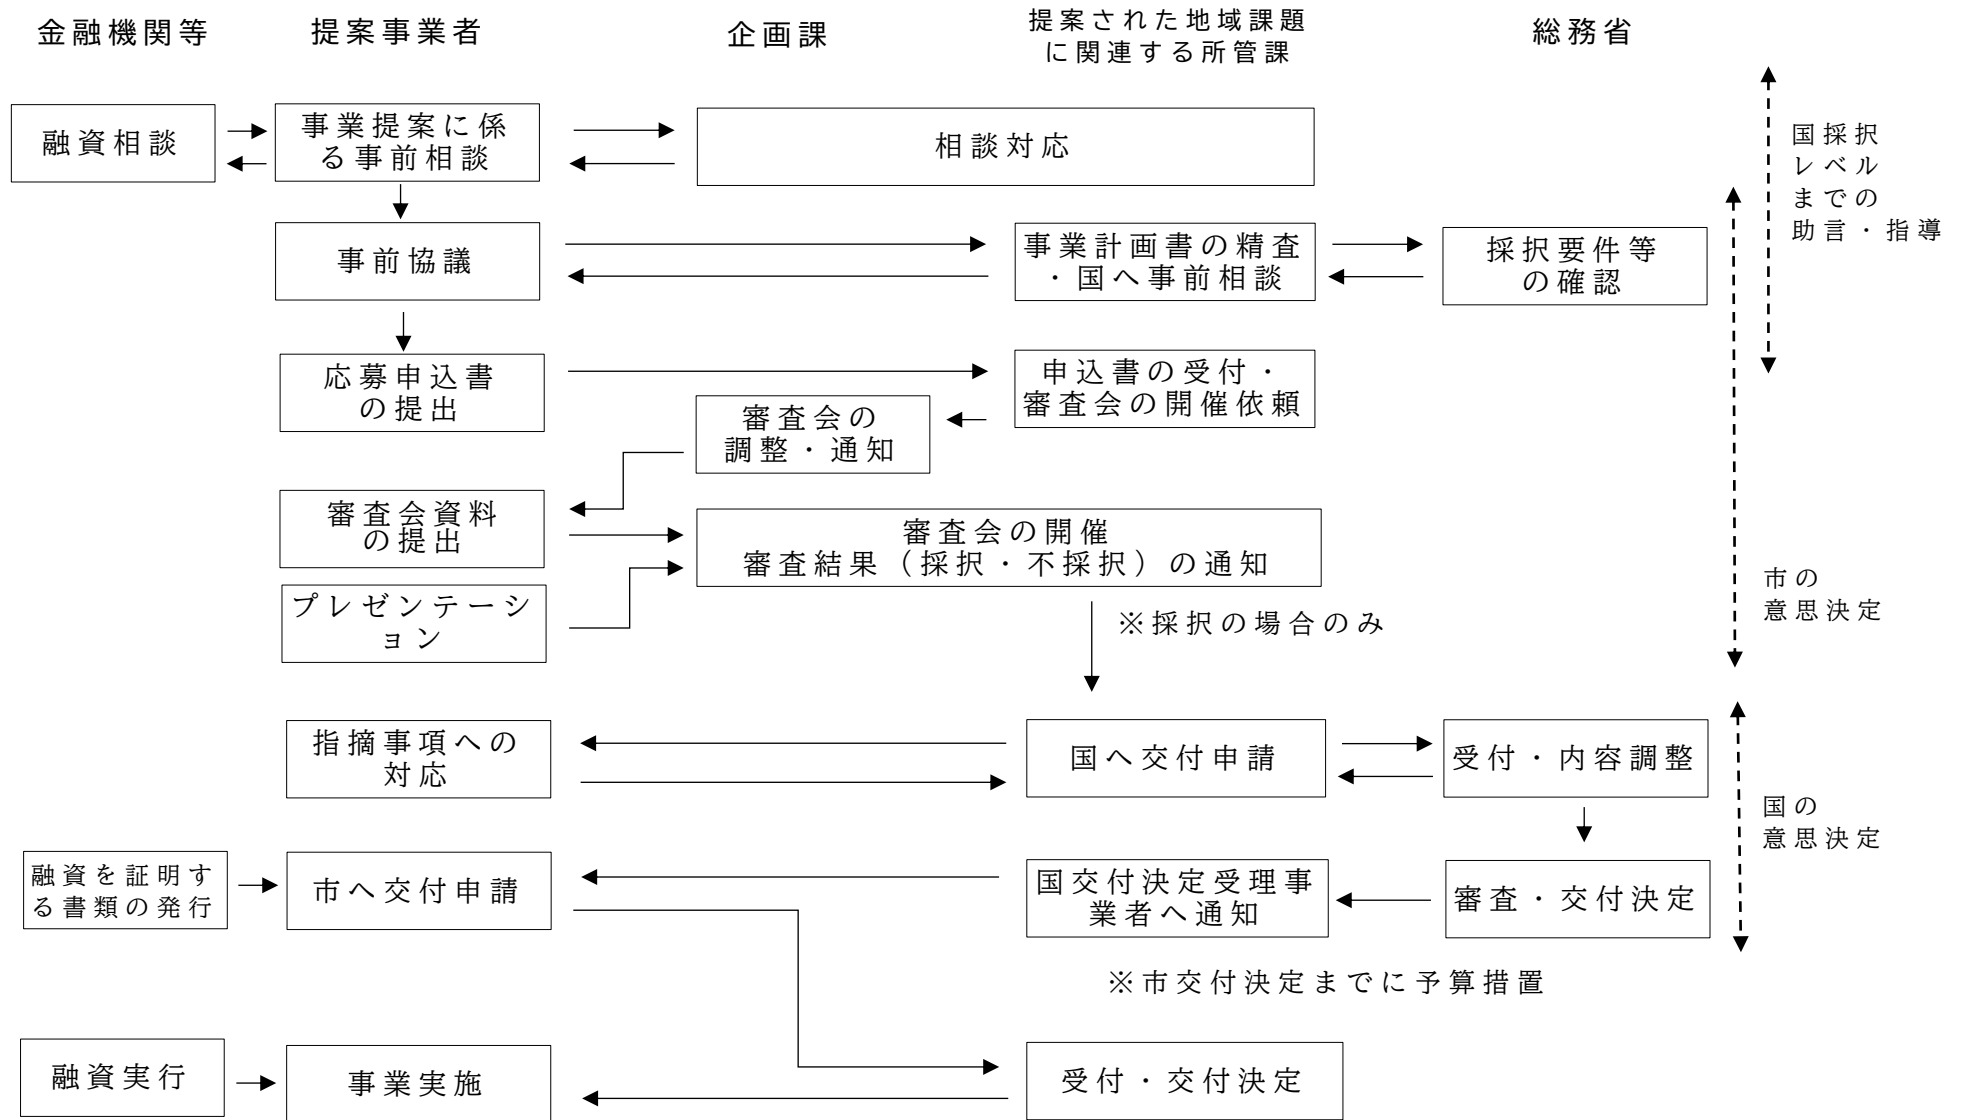 金融機関等
提案事業者
企画課
提案された地域課題
に関連する所管課
総務省
融資相談
事業提案に係
る事前相談
相談対応
国採択
レベル
までの
助言・指導
事前協議
事業計画書の精査
・国へ事前相談
採択要件等
の確認
応募申込書
の提出
申込書の受付・
審査会の開催依頼
審査会の
調整・通知
審査会資料
の提出
審査会の開催
審査結果（採択・不採択）の通知
プレゼンテーシ
ョン
※採択の場合のみ
市の
意思決定
指摘事項への
対応
国へ交付申請
受付・内容調整
国の
意思決定
融資を証明す
る書類の発行
市へ交付申請
国交付決定受理事
業者へ通知
審査・交付決定
※市交付決定までに予算措置
融資実行
事業実施
受付・交付決定